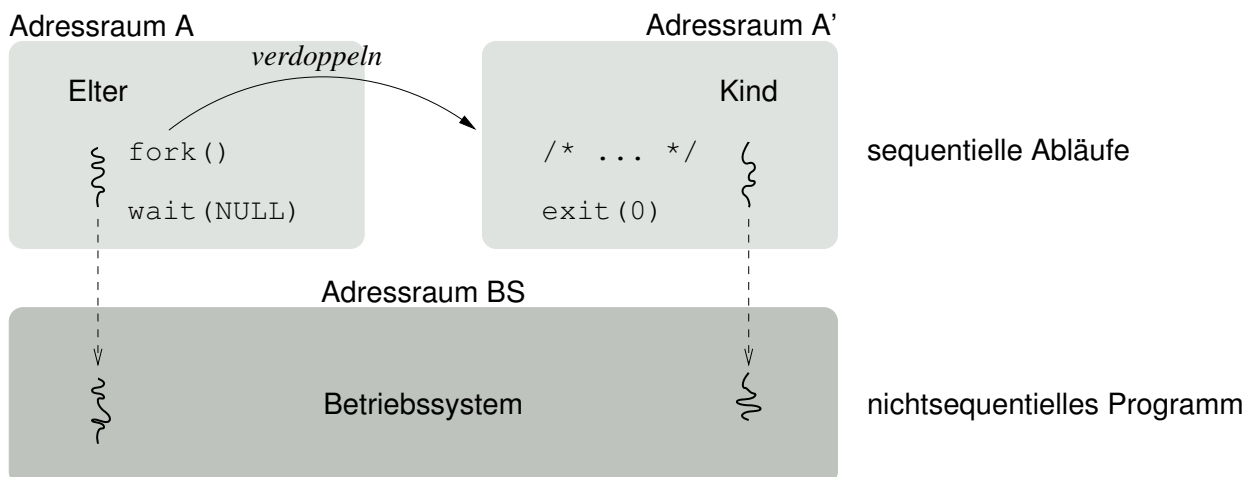 Adressraum A
Adressraum A’
verdoppeln
Elter
Kind
fork()
/* ... */
sequentielle Abläufe
wait(NULL)
exit(0)
Adressraum BS
Betriebssystem
nichtsequentielles Programm